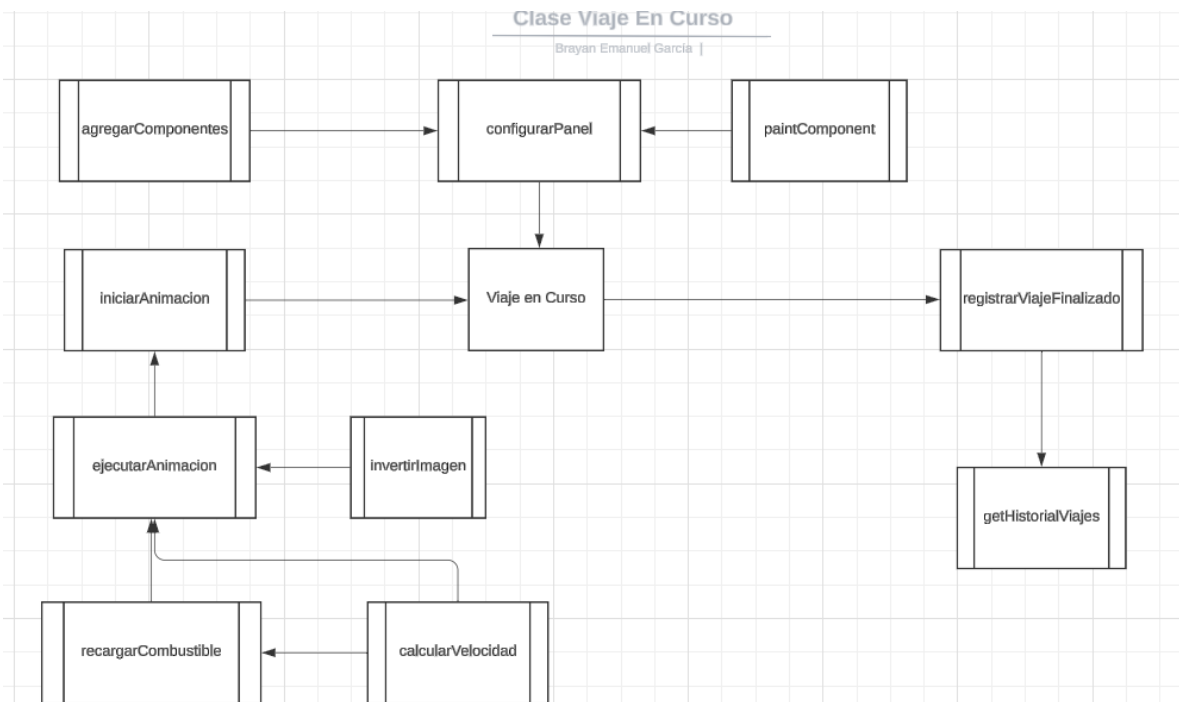 Clase Viaje En Curso
Brayan Emanuel García |
agregarComponentes
configurarPanel
paintComponent
iniciarAnimacion
Viaje en Curso
registrarViajeFinalizado
ejecutarAnimacion
invertirImagen
getHistorialViajes
recargarCombustible
calcularVelocidad